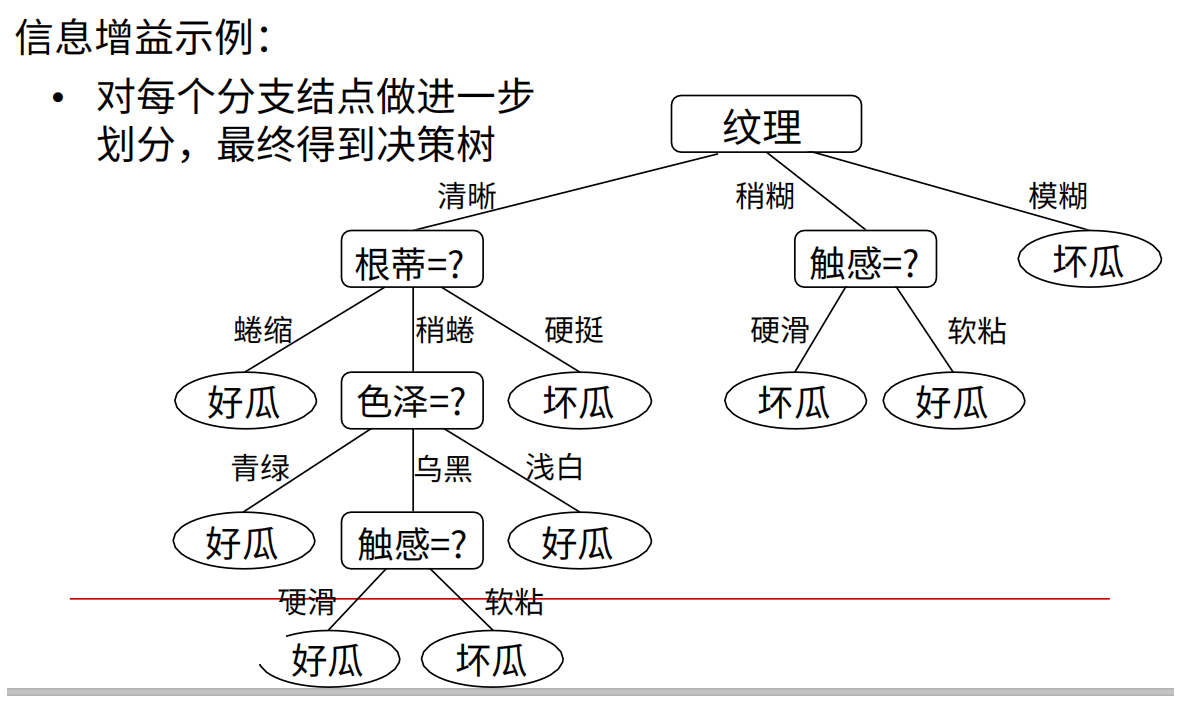 信息增益示例：
• 对每个分支结点做进一步
划分，最终得到决策树
纹理
清晰 稍糊 模糊
根蒂=? 触感=? 坏瓜
蜷缩 稍蜷 硬挺 硬滑 软粘
好瓜 色泽=? 坏瓜 坏瓜 好瓜
青绿 乌黑 浅白
好瓜 触感=? 好瓜
硬滑 软粘
好瓜 坏瓜